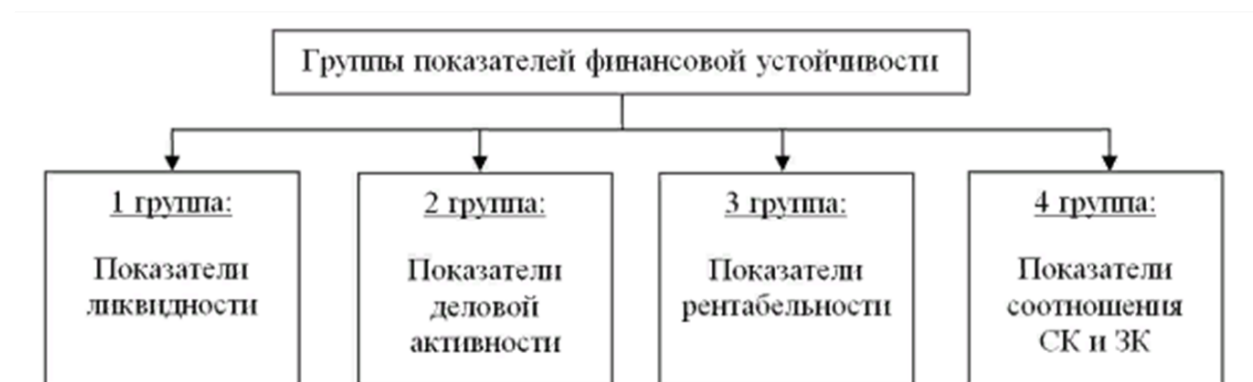 Группы показателей финансовой устойчивости
1 группа:
Показатели
ликвидности
2 группа:
Показатели
деловой
активности
3 группа:
Показатели
рентабельности
4 группа:
Показатели
соотношения
СК и ЗК